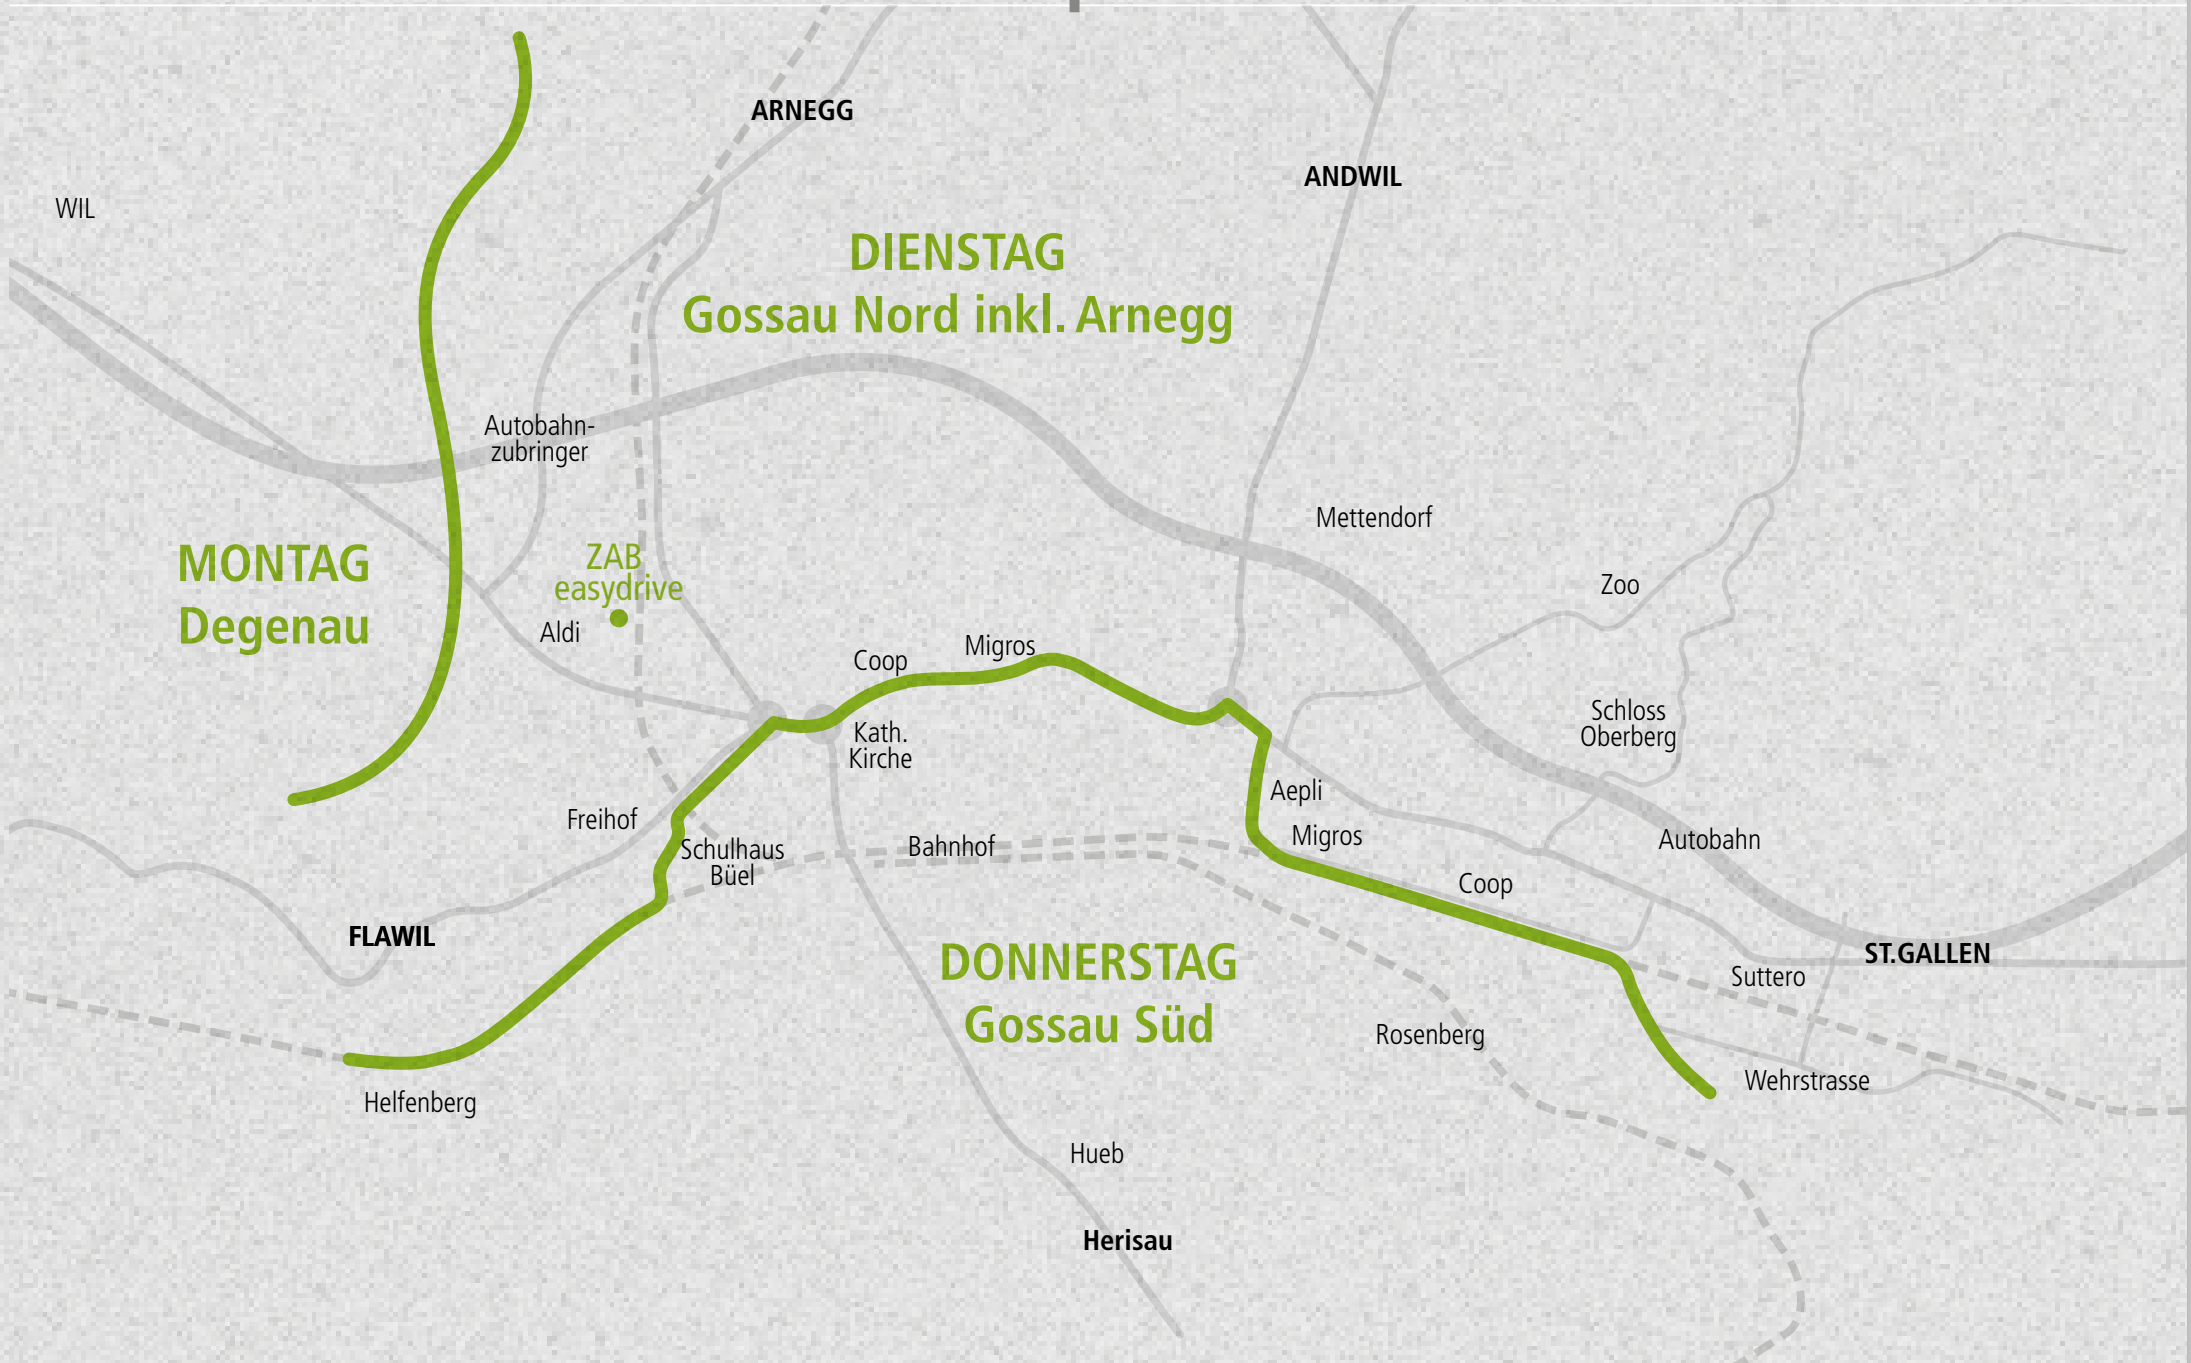 ARNEGG
ANDWIL
WIL
DIENSTAG
Gossau Nord inkl. Arnegg
Autobahn-
zubringer
Mettendorf
MONTAG
Degenau
ZAB
easydrive
Zoo
Aldi
Migros
Coop
Schloss
Oberberg
Kath.
Kirche
Aepli
Freihof
Migros
Autobahn
Bahnhof
Schulhaus
Büel
Coop
FLAWIL
DONNERSTAG
Gossau Süd
ST.GALLEN
Suttero
Rosenberg
Wehrstrasse
Helfenberg
Hueb
Herisau